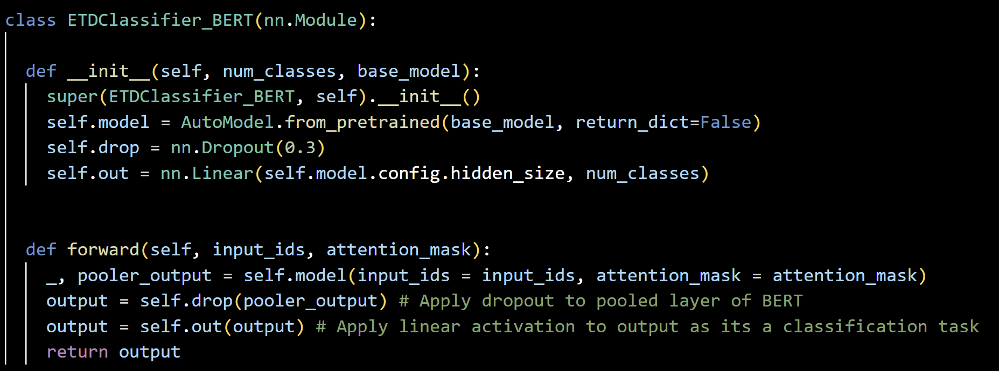 class ETDClassifier_BERT(nn.Module):
def __init__(self, num_classes, base_model):
super(ETDClassifier_BERT, self).__init__()
self.model = AutoModel.from_pretrained(base_model, return_dict=False)
self.drop = nn.Dropout(0.3)
self.out = nn.Linear(self.model.config.hidden_size, num_classes)
def forward(self, input_ids, attention_mask):
_, pooler_output = self.model(input_ids = input_ids, attention_mask = attention_mask)
output = self.drop(pooler_output) # Apply dropout to pooled layer of BERT
output = self.out(output) # Apply linear activation to output as its a classification task
return output